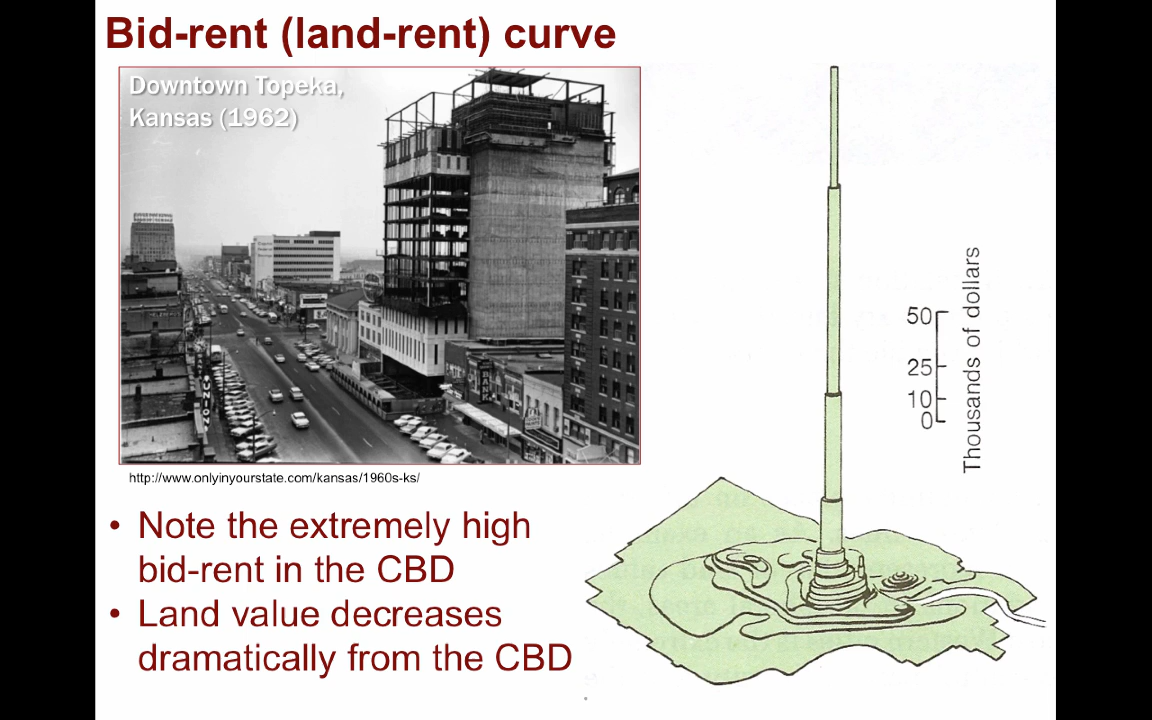 Bid-rent (land-rent) curve
Downtown Topeka,
Kansas (1962)
UNION
BANK
http://www.onlyinyourstate.com/kansas/1960s-ks/
• Note the extremely high
bid-rent in the CBD
• Land value decreases
dramatically from the CBD
50
25
10
0
Thousands of dollars